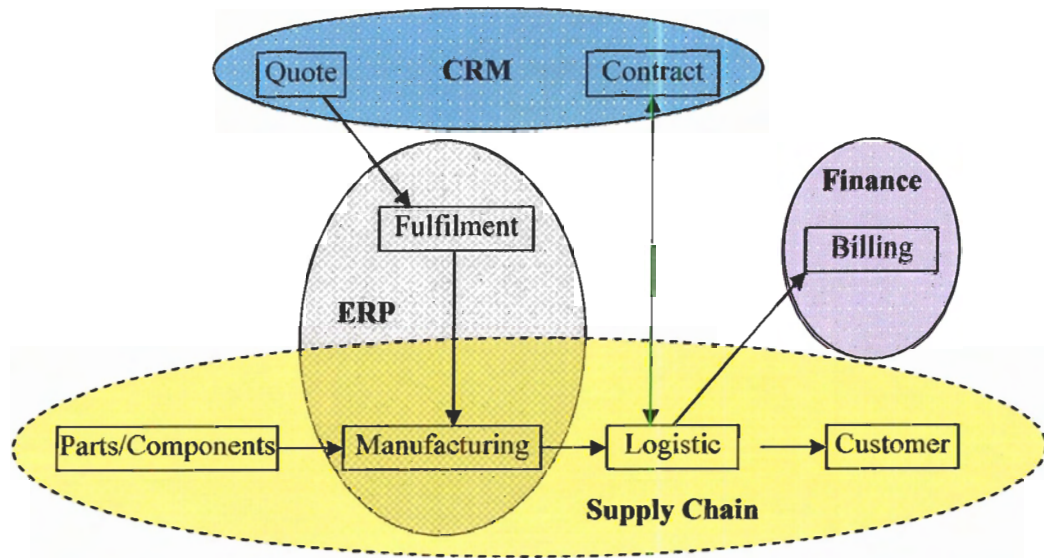 Quote
CRM
Contract
Finance
Fulfilment
Billing
ERP
Parts/Components
Manufacturing
Logistic
Customer
Supply Chain